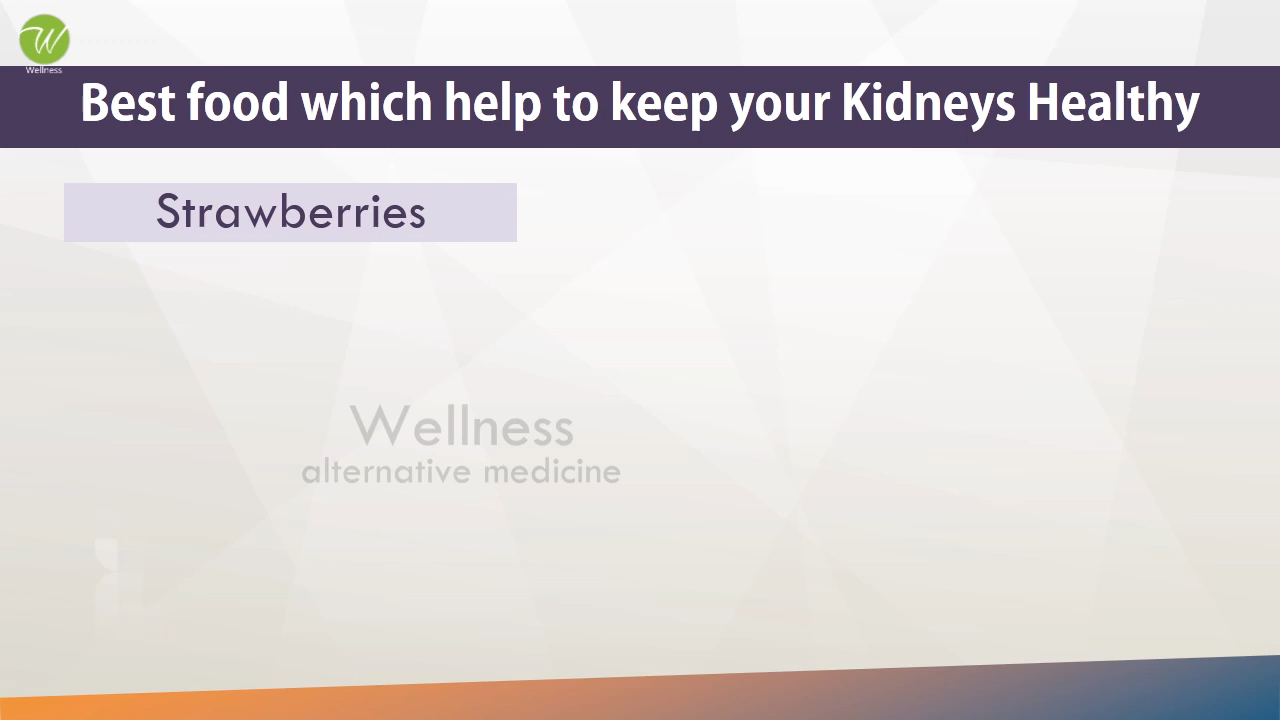 W
Wellness
Best food which help to keep your Kidneys Healthy
Strawberries
Wellness
alternative medicine